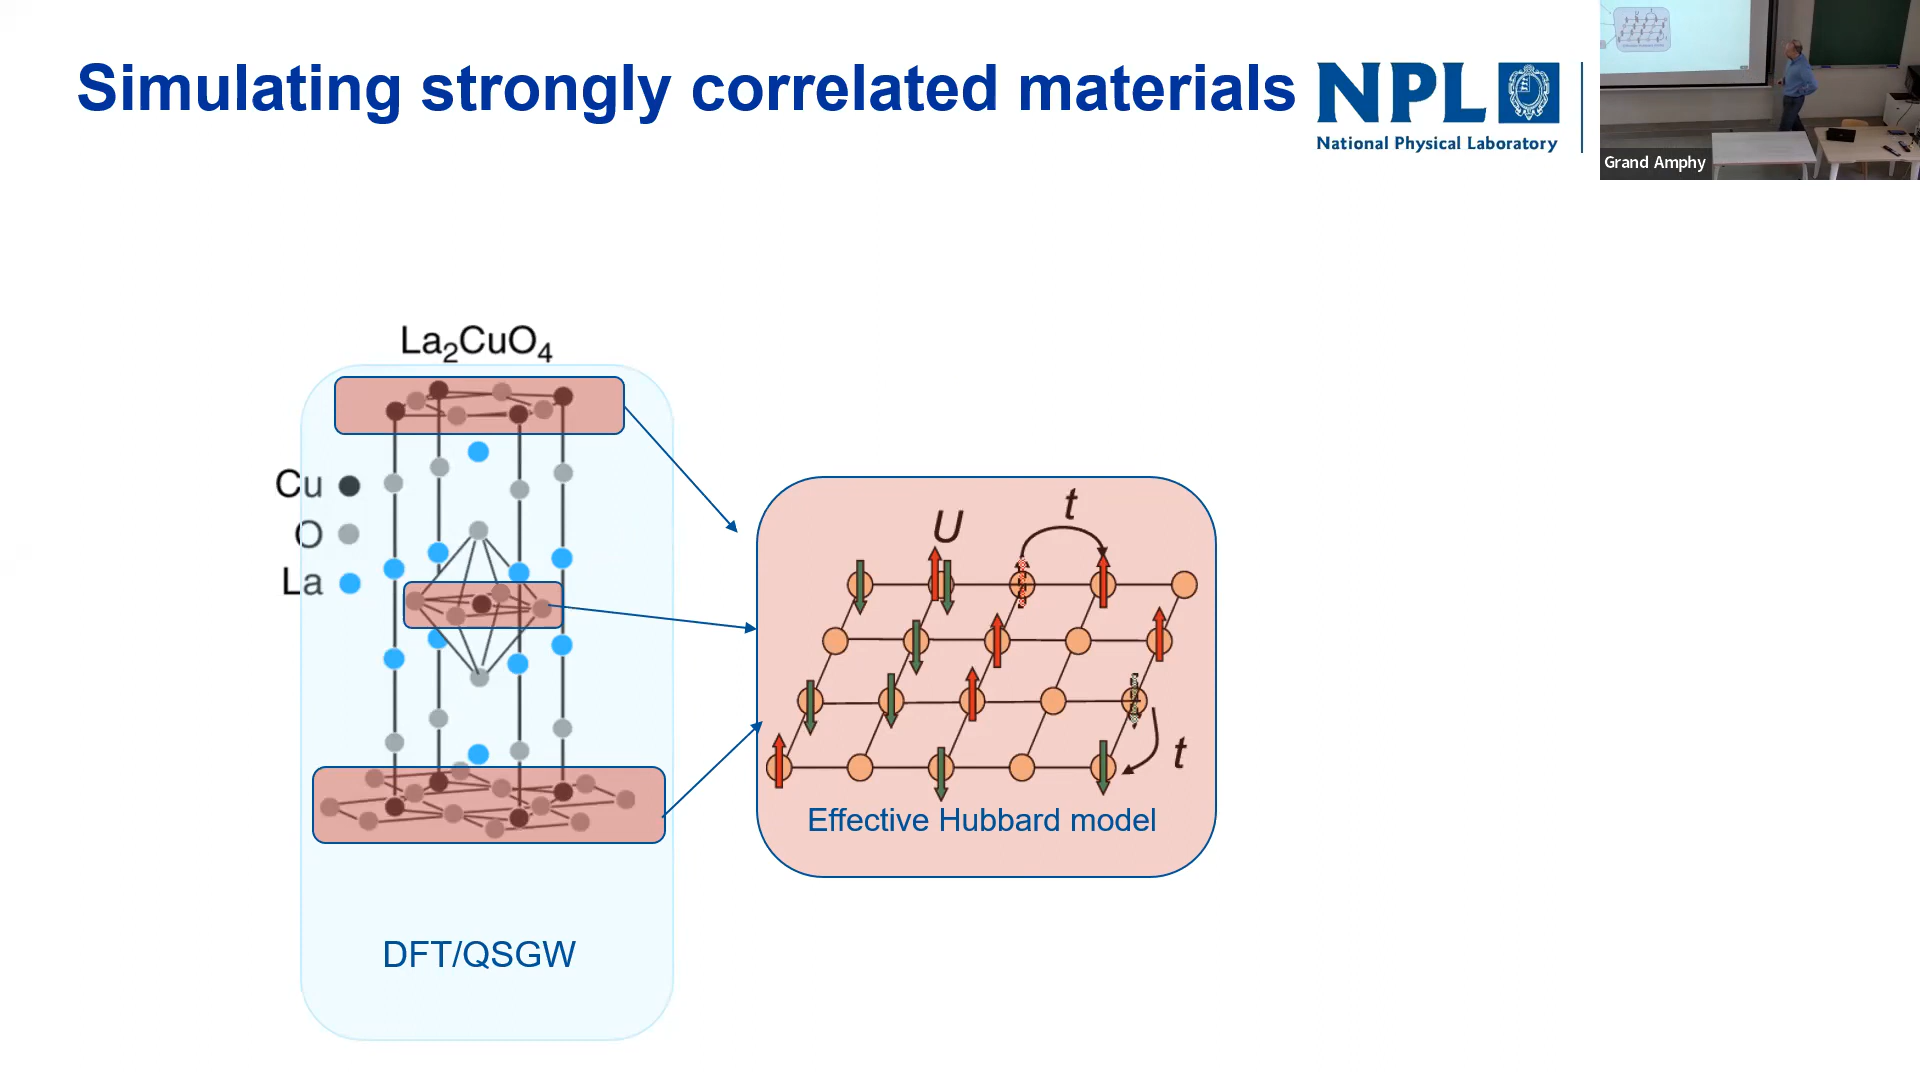 Simulating strongly correlated materials
NPL
National Physical Laboratory
Grand Amphy
La₂CuO₄
Cu
O
La
DFT/QSGW
U
t
t
Effective Hubbard model